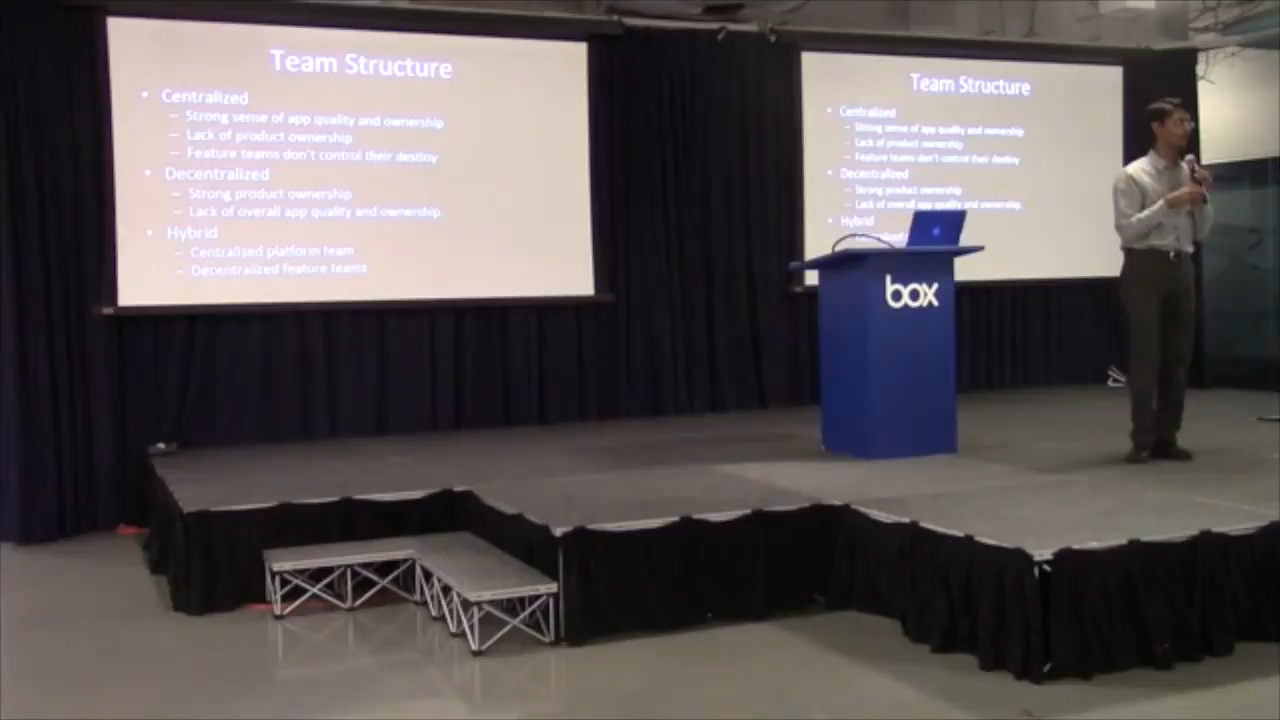 Team Structure
• Centralized
– Strong sense of app quality and ownership
– Lack of product ownership
– Feature teams don't control their destiny
• Decentralized
– Strong product ownership
– Lack of overall app quality and ownership.
• Hybrid
– Centralized platform team
– Decentralized feature teams
Team Structure
• Centralized
– Strong sense of app quality and ownership
– Lack of product ownership
– Feature teams don't control their destiny
• Decentralized
– Strong product ownership
– Lack of overall app quality and ownership.
• Hybrid
box